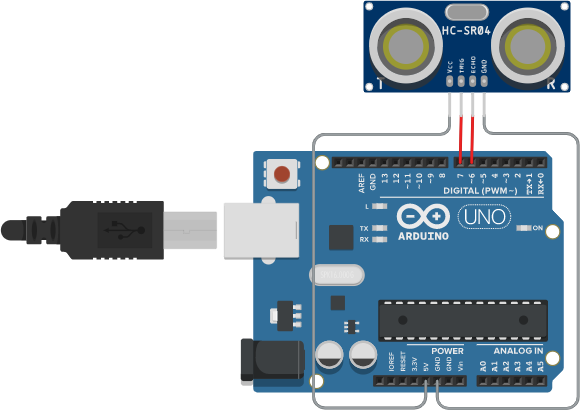 HC-SR04
Vcc
TRIG
ECHO
GND
T
R
AREF
GND
13
12
~11
~10
~9
8
7
~6
~5
4
~3
2
TX→1
RX←0
DIGITAL (PWM~)
L
TX
RX
ARDUINO
UNO
ON
POWER
ANALOG IN
IOREF
RESET
3.3V
5V
GND
GND
Vin
A0
A1
A2
A3
A4
A5